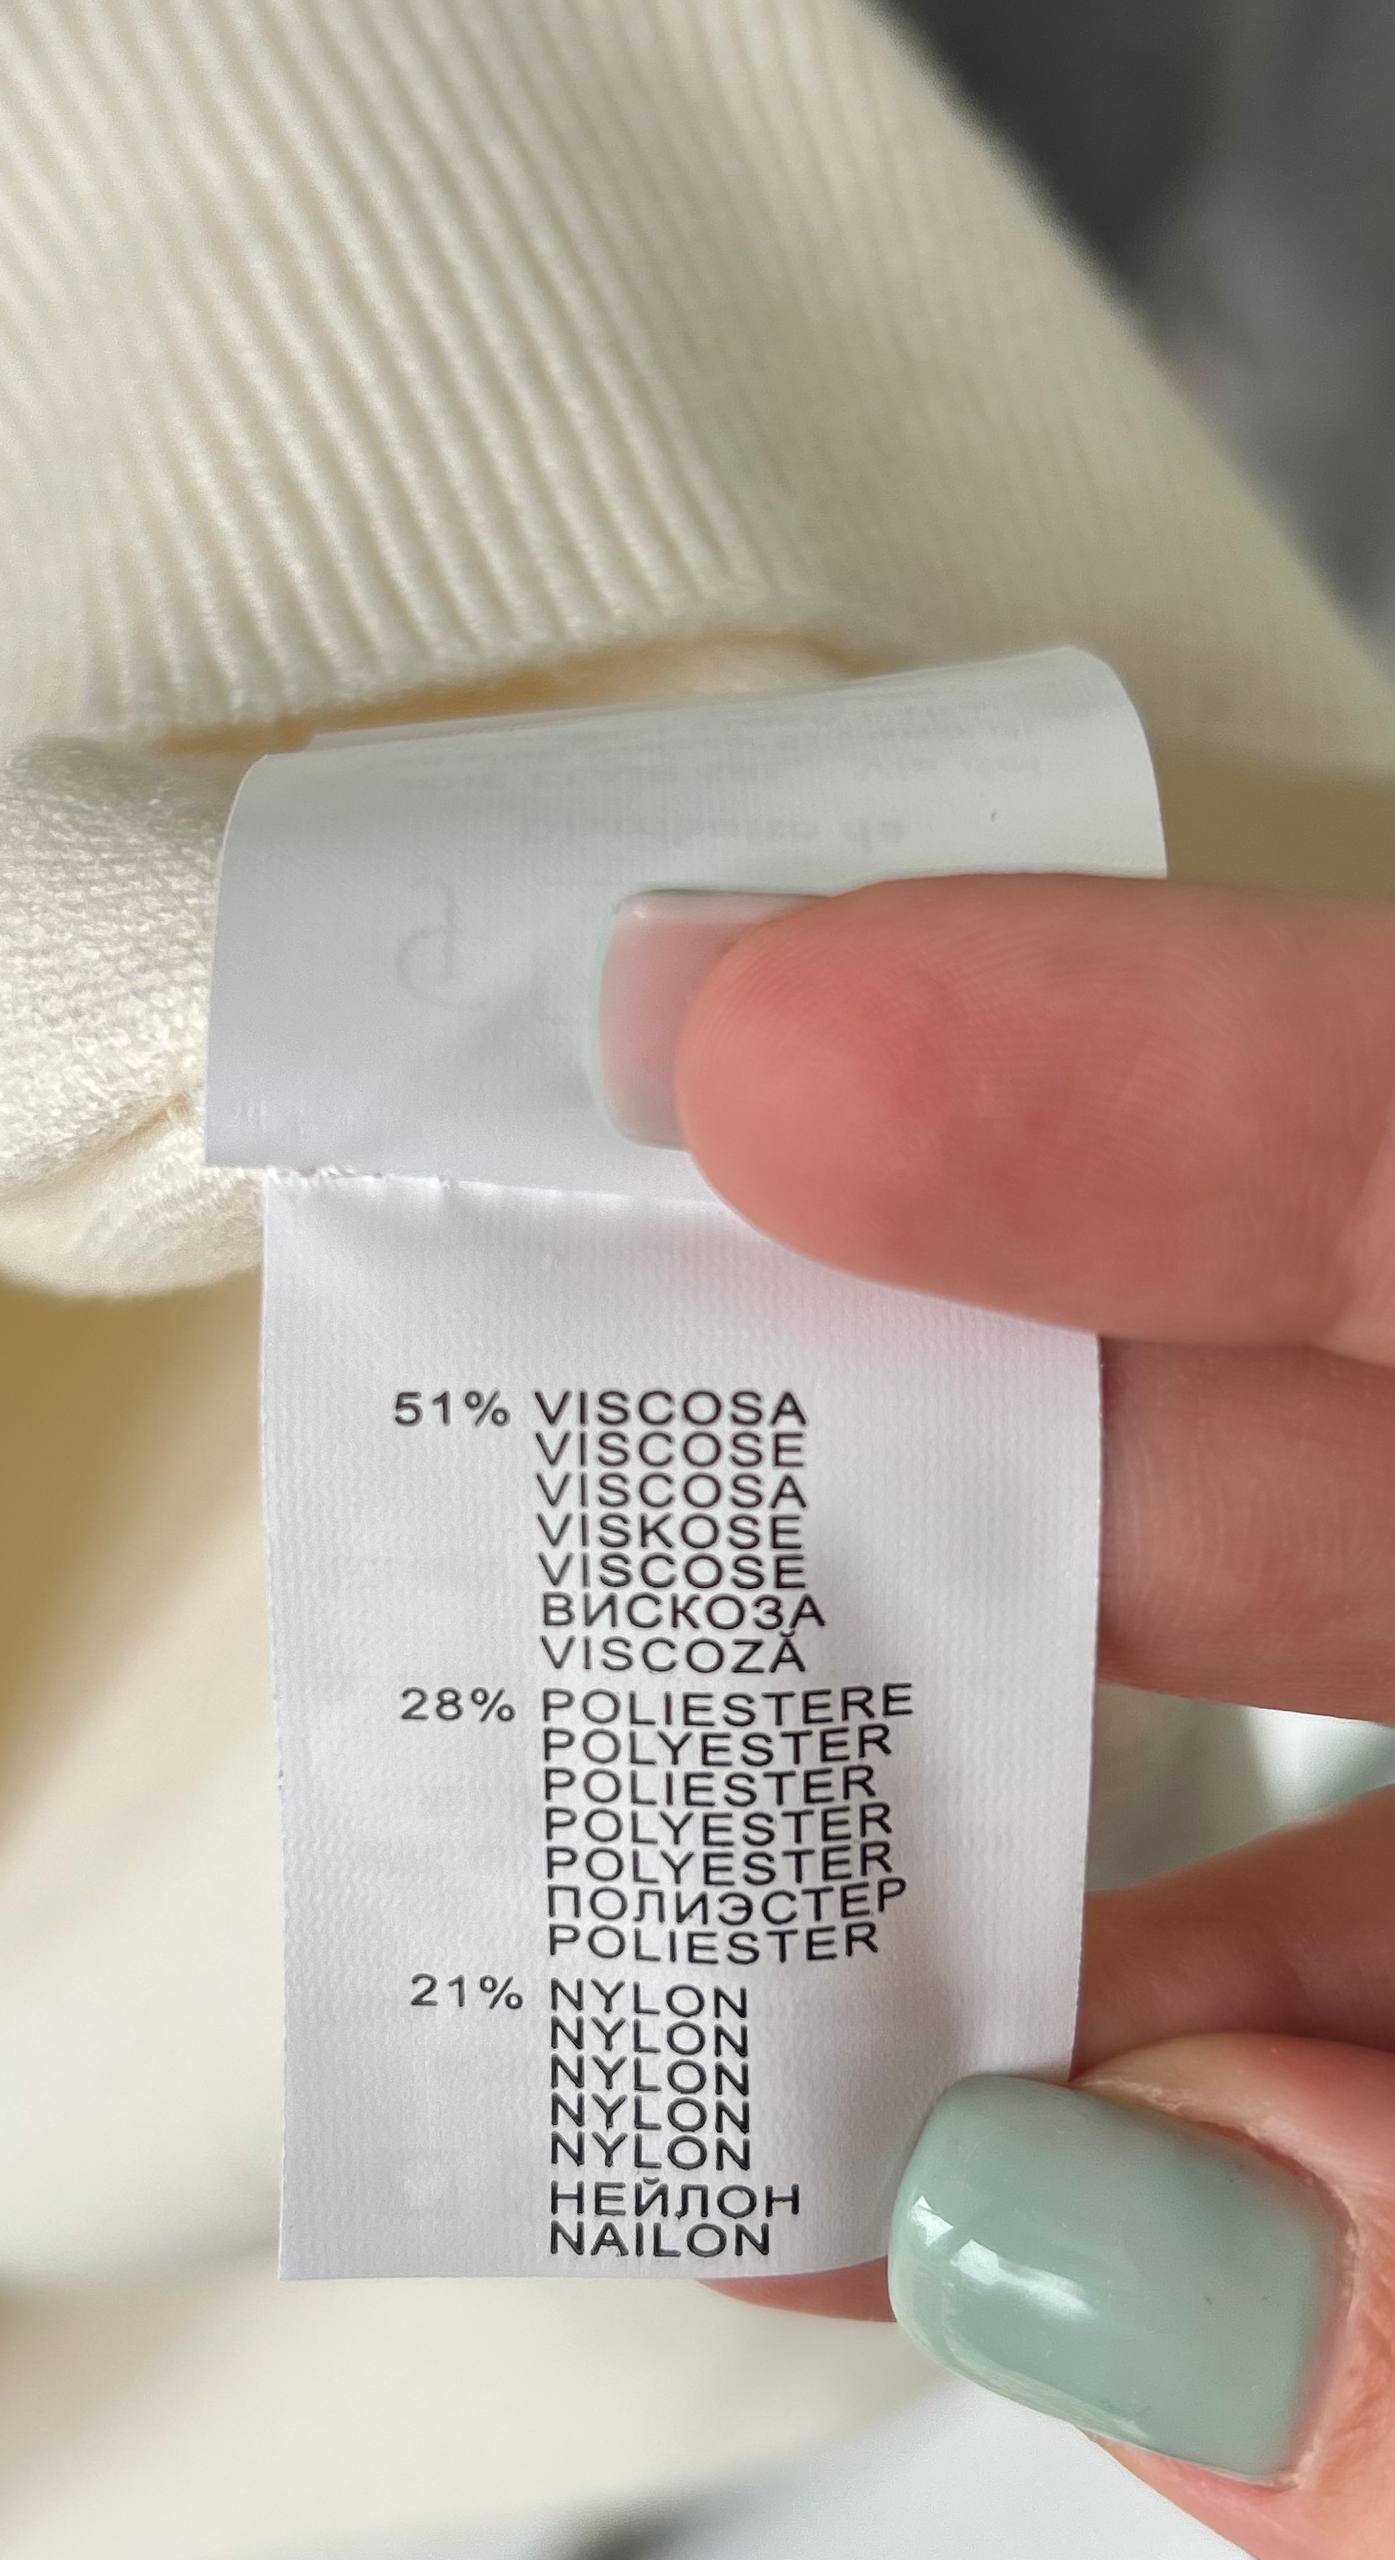 51% VISCOSA
VISCOSE
VISCOSA
VISKOSE
VISCOSE
ВИСКОЗА
VISCOZĂ
28% POLIESTERE
POLYESTER
POLIESTER
POLYESTER
POLYESTER
ПОЛИЭСТЕР
POLIESTER
21% NYLON
NYLON
NYLON
NYLON
NYLON
НЕЙЛОН
NAILON